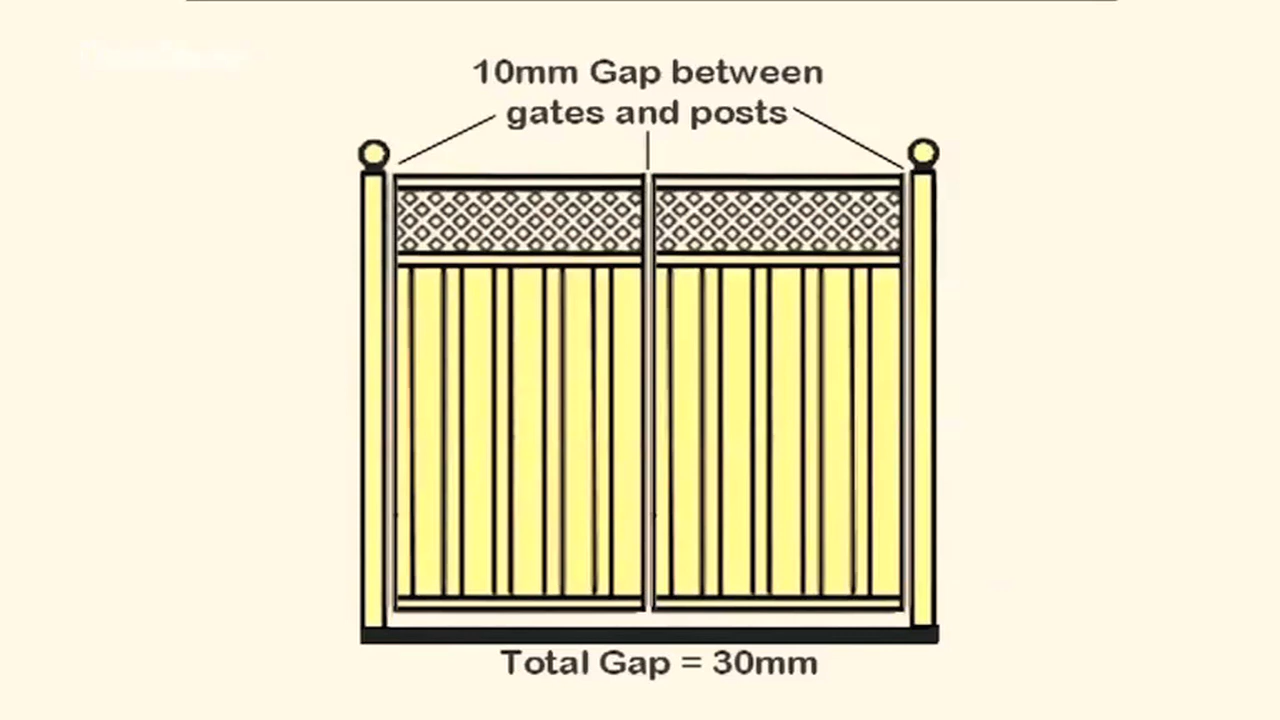 10mm Gap between
gates and posts
Total Gap = 30mm